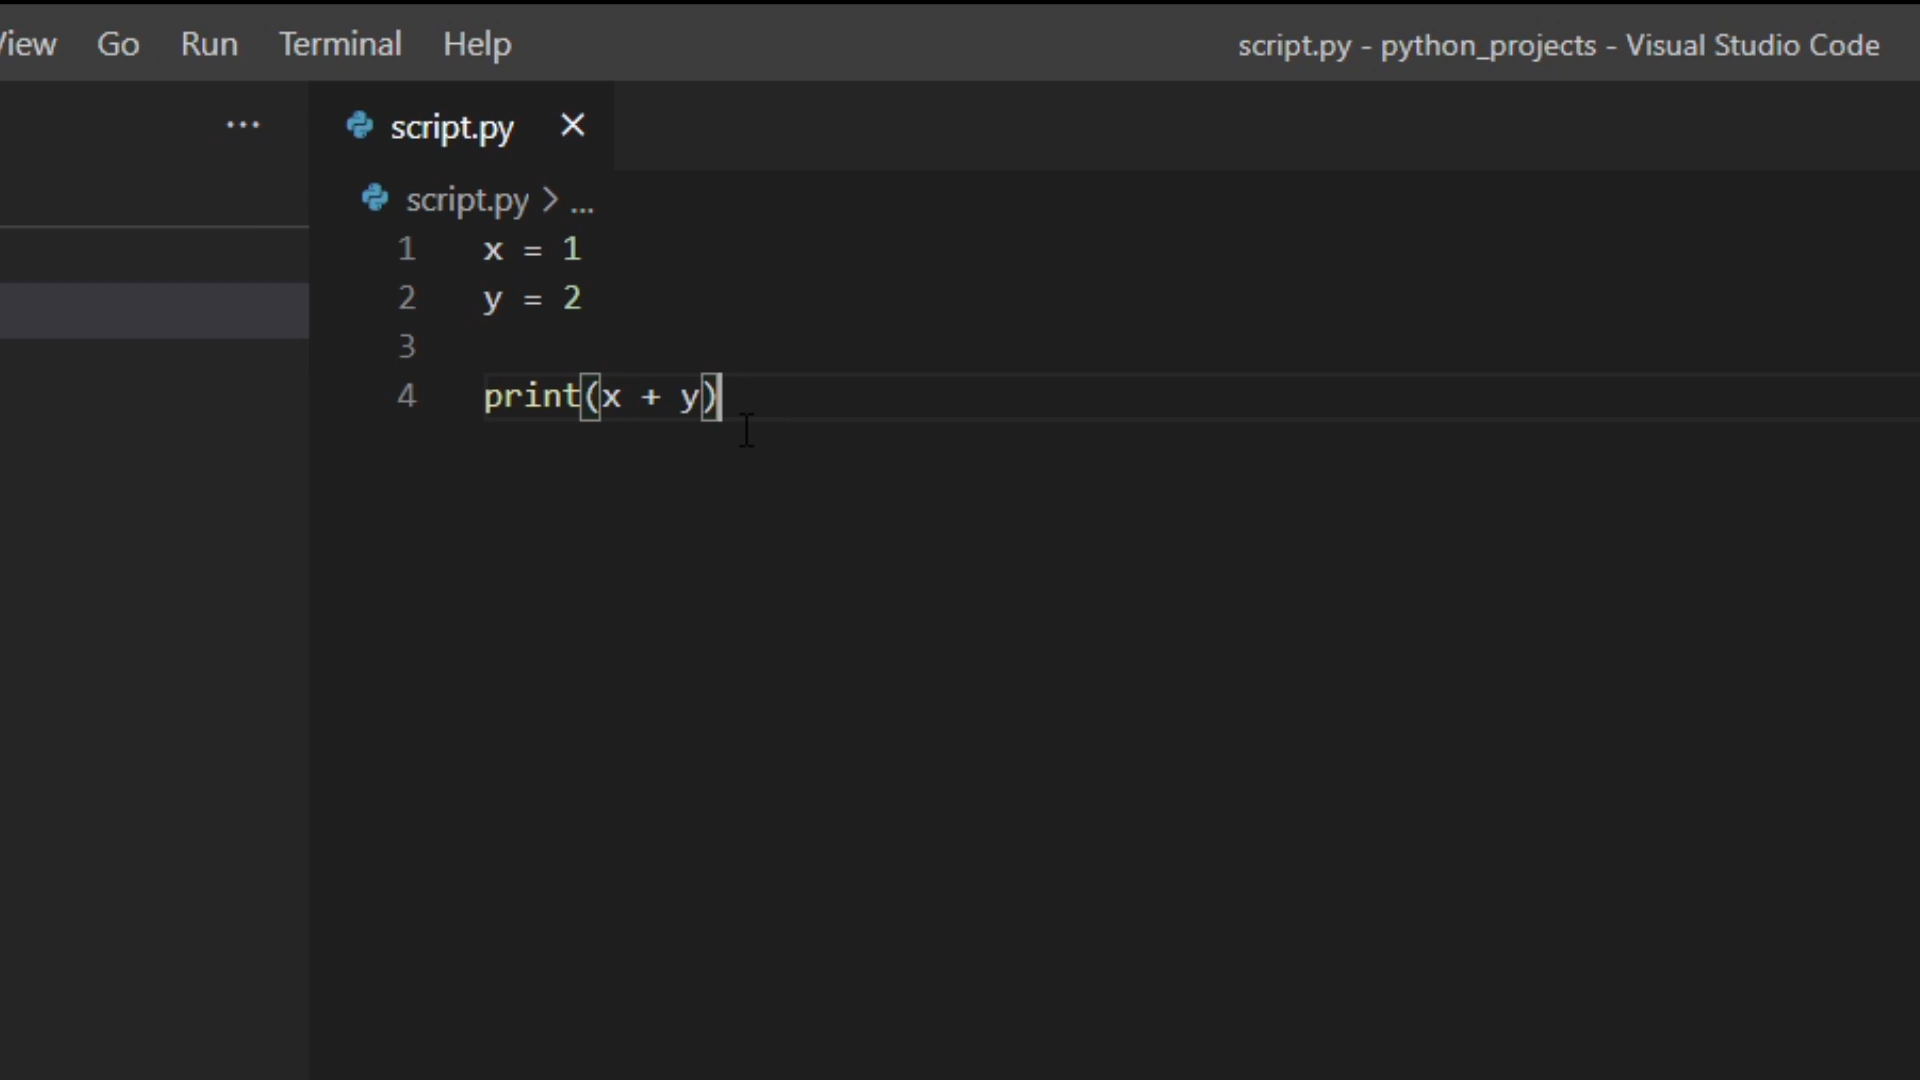 Go Run Terminal Help script.py - python_projects - Visual Studio Code
... script.py
script.py > ...
1 x = 1
2 y = 2
3
4 print(x + y)